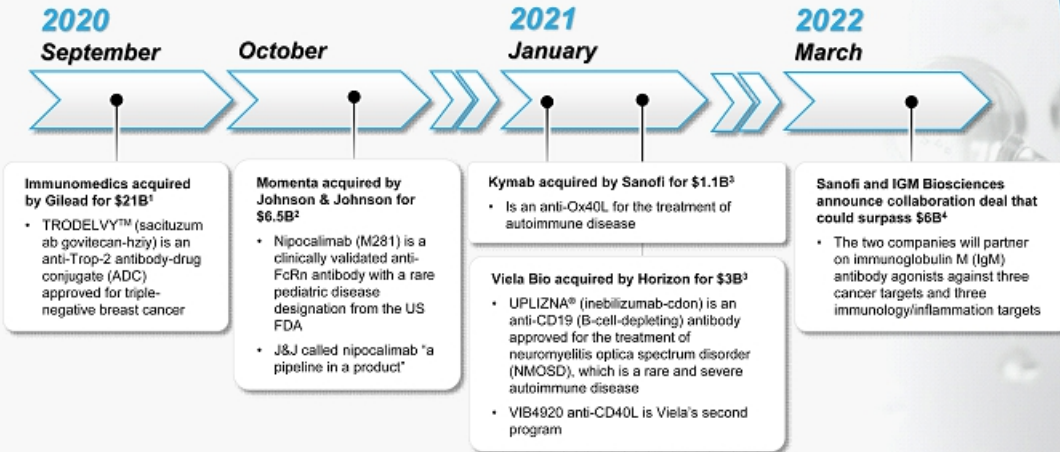 2020
September
October
2021
January
2022
March
Immunomedics acquired
by Gilead for $21B¹
• TRODELVY™ (sacituzum
ab govitecan-hziy) is an
anti-Trop-2 antibody-drug
conjugate (ADC)
approved for triple-
negative breast cancer
Momenta acquired by
Johnson & Johnson for
$6.5B²
• Nipocalimab (M281) is a
clinically validated anti-
FcRn antibody with a rare
pediatric disease
designation from the US
FDA
• J&J called nipocalimab "a
pipeline in a product"
Kymab acquired by Sanofi for $1.1B³
• Is an anti-Ox40L for the treatment of
autoimmune disease
Viela Bio acquired by Horizon for $3B³
• UPLIZNA® (inebilizumab-cdon) is an
anti-CD19 (B-cell-depleting) antibody
approved for the treatment of
neuromyelitis optica spectrum disorder
(NMOSD), which is a rare and severe
autoimmune disease
• VIB4920 anti-CD40L is Viela's second
program
Sanofi and IGM Biosciences
announce collaboration deal that
could surpass $6B⁴
• The two companies will partner
on immunoglobulin M (IgM)
antibody agonists against three
cancer targets and three
immunology/inflammation targets